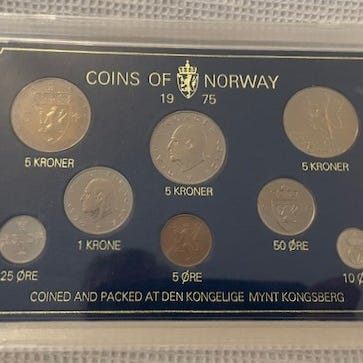 COINS OF NORWAY
19 75
5 KRONER
5 KRONER
5 KRONER
1 KRONE
50 ØRE
25 ØRE
5 ØRE
10 Ø
COINED AND PACKED AT DEN KONGELIGE MYNT KONGSBERG